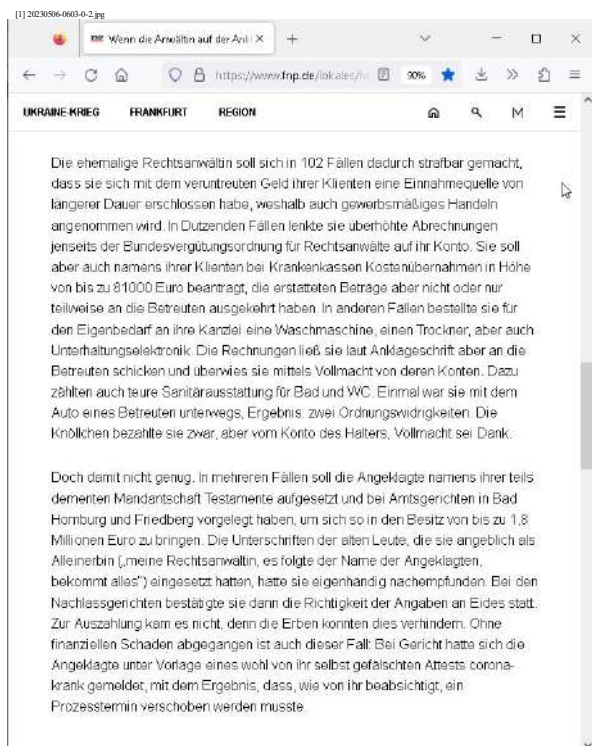 [1] 20230506-0603-0-2.jpg
Wenn die Anwältin auf der Ankl
https://www.fnp.de/lokales/h
90%
UKRAINE-KRIEG FRANKFURT REGION M
Die ehemalige Rechtsanwältin soll sich in 102 Fällen dadurch strafbar gemacht,
dass sie sich mit dem veruntreuten Geld ihrer Klienten eine Einnahmequelle von
längerer Dauer erschlossen habe, weshalb auch gewerbsmäßiges Handeln
angenommen wird. In Dutzenden Fällen lenkte sie überhöhte Abrechnungen
jenseits der Bundesvergütungsordnung für Rechtsanwälte auf ihr Konto. Sie soll
aber auch namens ihrer Klienten bei Krankenkassen Kostenübernahmen in Höhe
von bis zu 81000 Euro beantragt, die erstatteten Beträge aber nicht oder nur
teilweise an die Betreuten ausgekehrt haben. In anderen Fällen bestellte sie für
den Eigenbedarf an ihre Kanzlei eine Waschmaschine, einen Trockner, aber auch
Unterhaltungselektronik. Die Rechnungen ließ sie laut Anklageschrift aber an die
Betreuten schicken und überwies sie mittels Vollmacht von deren Konten. Dazu
zählten auch teure Sanitärausstattung für Bad und WC. Einmal war sie mit dem
Auto eines Betreuten unterwegs, Ergebnis: zwei Ordnungswidrigkeiten. Die
Knöllchen bezahlte sie zwar, aber vom Konto des Halters, Vollmacht sei Dank.
Doch damit nicht genug. In mehreren Fällen soll die Angeklagte namens ihrer teils
dementen Mandantschaft Testamente aufgesetzt und bei Amtsgerichten in Bad
Homburg und Friedberg vorgelegt haben, um sich so in den Besitz von bis zu 1,8
Millionen Euro zu bringen. Die Unterschriften der alten Leute, die sie angeblich als
Alleinerbin („meine Rechtsanwältin, es folgte der Name der Angeklagten,
bekommt alles") eingesetzt hatten, hatte sie eigenhändig nachempfunden. Bei den
Nachlassgerichten bestätigte sie dann die Richtigkeit der Angaben an Eides statt.
Zur Auszahlung kam es nicht, denn die Erben konnten dies verhindern. Ohne
finanziellen Schaden abgegangen ist auch dieser Fall: Bei Gericht hatte sich die
Angeklagte unter Vorlage eines wohl von ihr selbst gefälschten Attests corona-
krank gemeldet, mit dem Ergebnis, dass, wie von ihr beabsichtigt, ein
Prozesstermin verschoben werden musste.